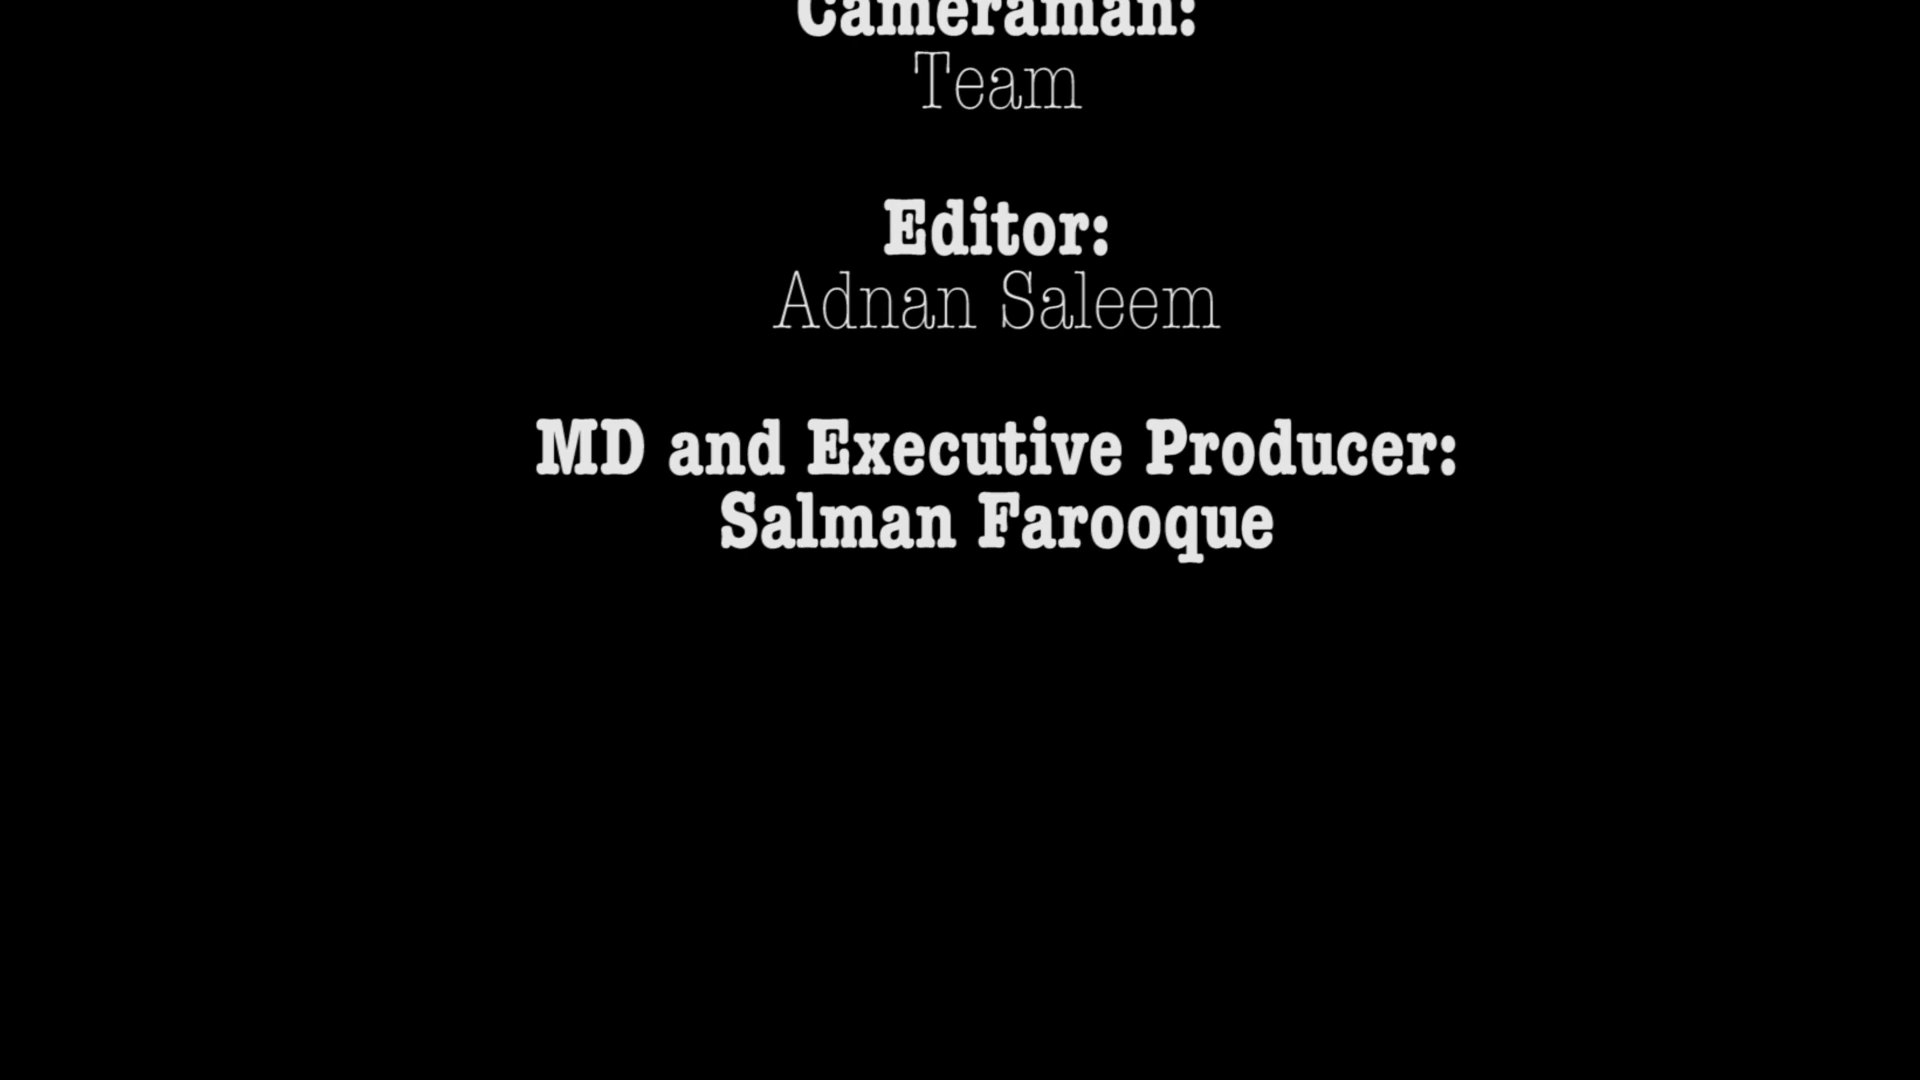 Cameraman:
Team
Editor:
Adnan Saleem
MD and Executive Producer:
Salman Farooque